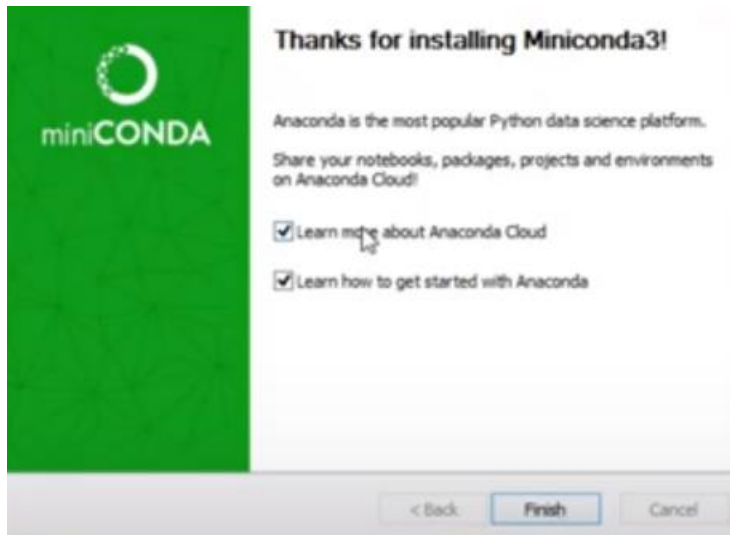 Thanks for installing Miniconda3!
miniCONDA
Anaconda is the most popular Python data science platform.
Share your notebooks, packages, projects and environments
on Anaconda Cloud!
Learn more about Anaconda Cloud
Learn how to get started with Anaconda
< Back
Finish
Cancel